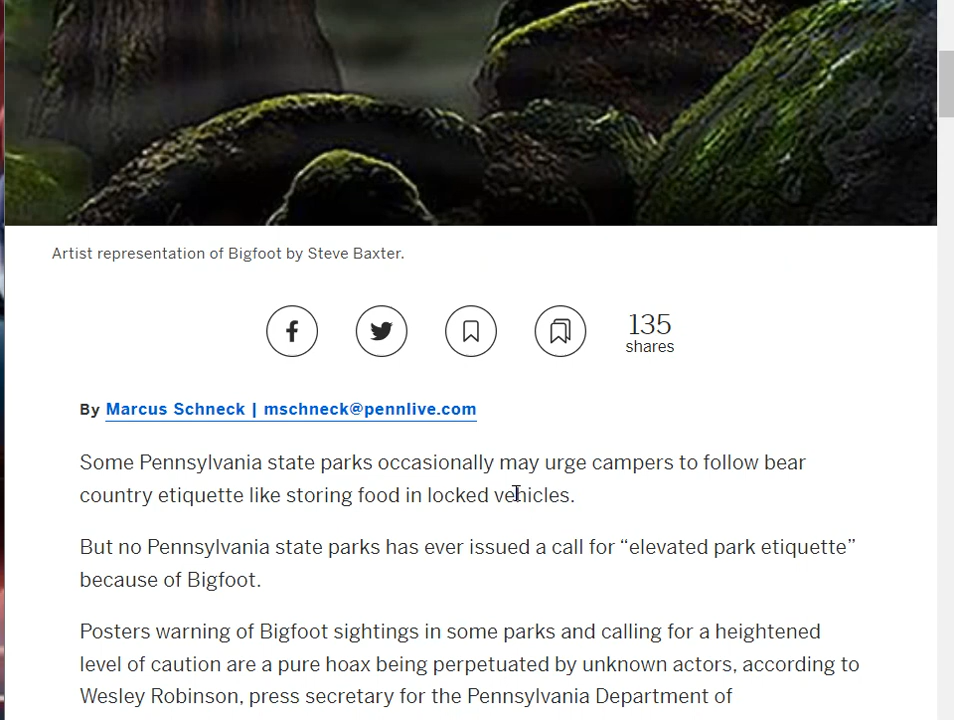 Artist representation of Bigfoot by Steve Baxter.
135
shares
By Marcus Schneck | mschneck@pennlive.com
Some Pennsylvania state parks occasionally may urge campers to follow bear
country etiquette like storing food in locked vehicles.
But no Pennsylvania state parks has ever issued a call for “elevated park etiquette”
because of Bigfoot.
Posters warning of Bigfoot sightings in some parks and calling for a heightened
level of caution are a pure hoax being perpetuated by unknown actors, according to
Wesley Robinson, press secretary for the Pennsylvania Department of